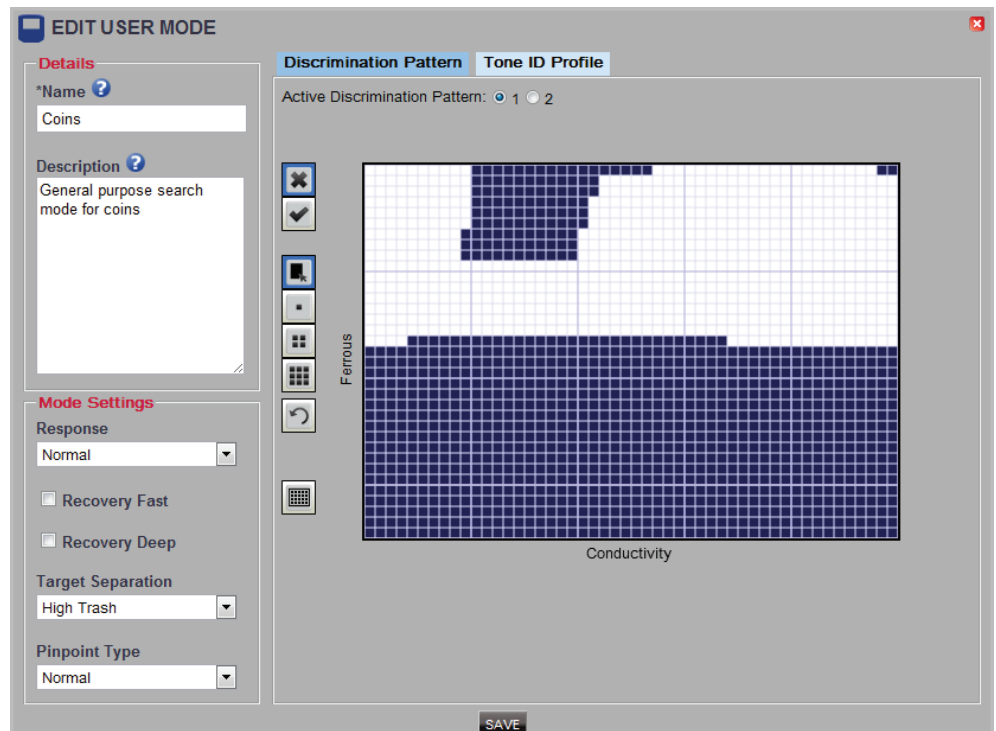 EDIT USER MODE
Details
*Name ?
Coins
Description ?
General purpose search
mode for coins
Mode Settings
Response
Normal
Recovery Fast
Recovery Deep
Target Separation
High Trash
Pinpoint Type
Normal
Discrimination Pattern Tone ID Profile
Active Discrimination Pattern: 1 2
Ferrous
Conductivity
SAVE